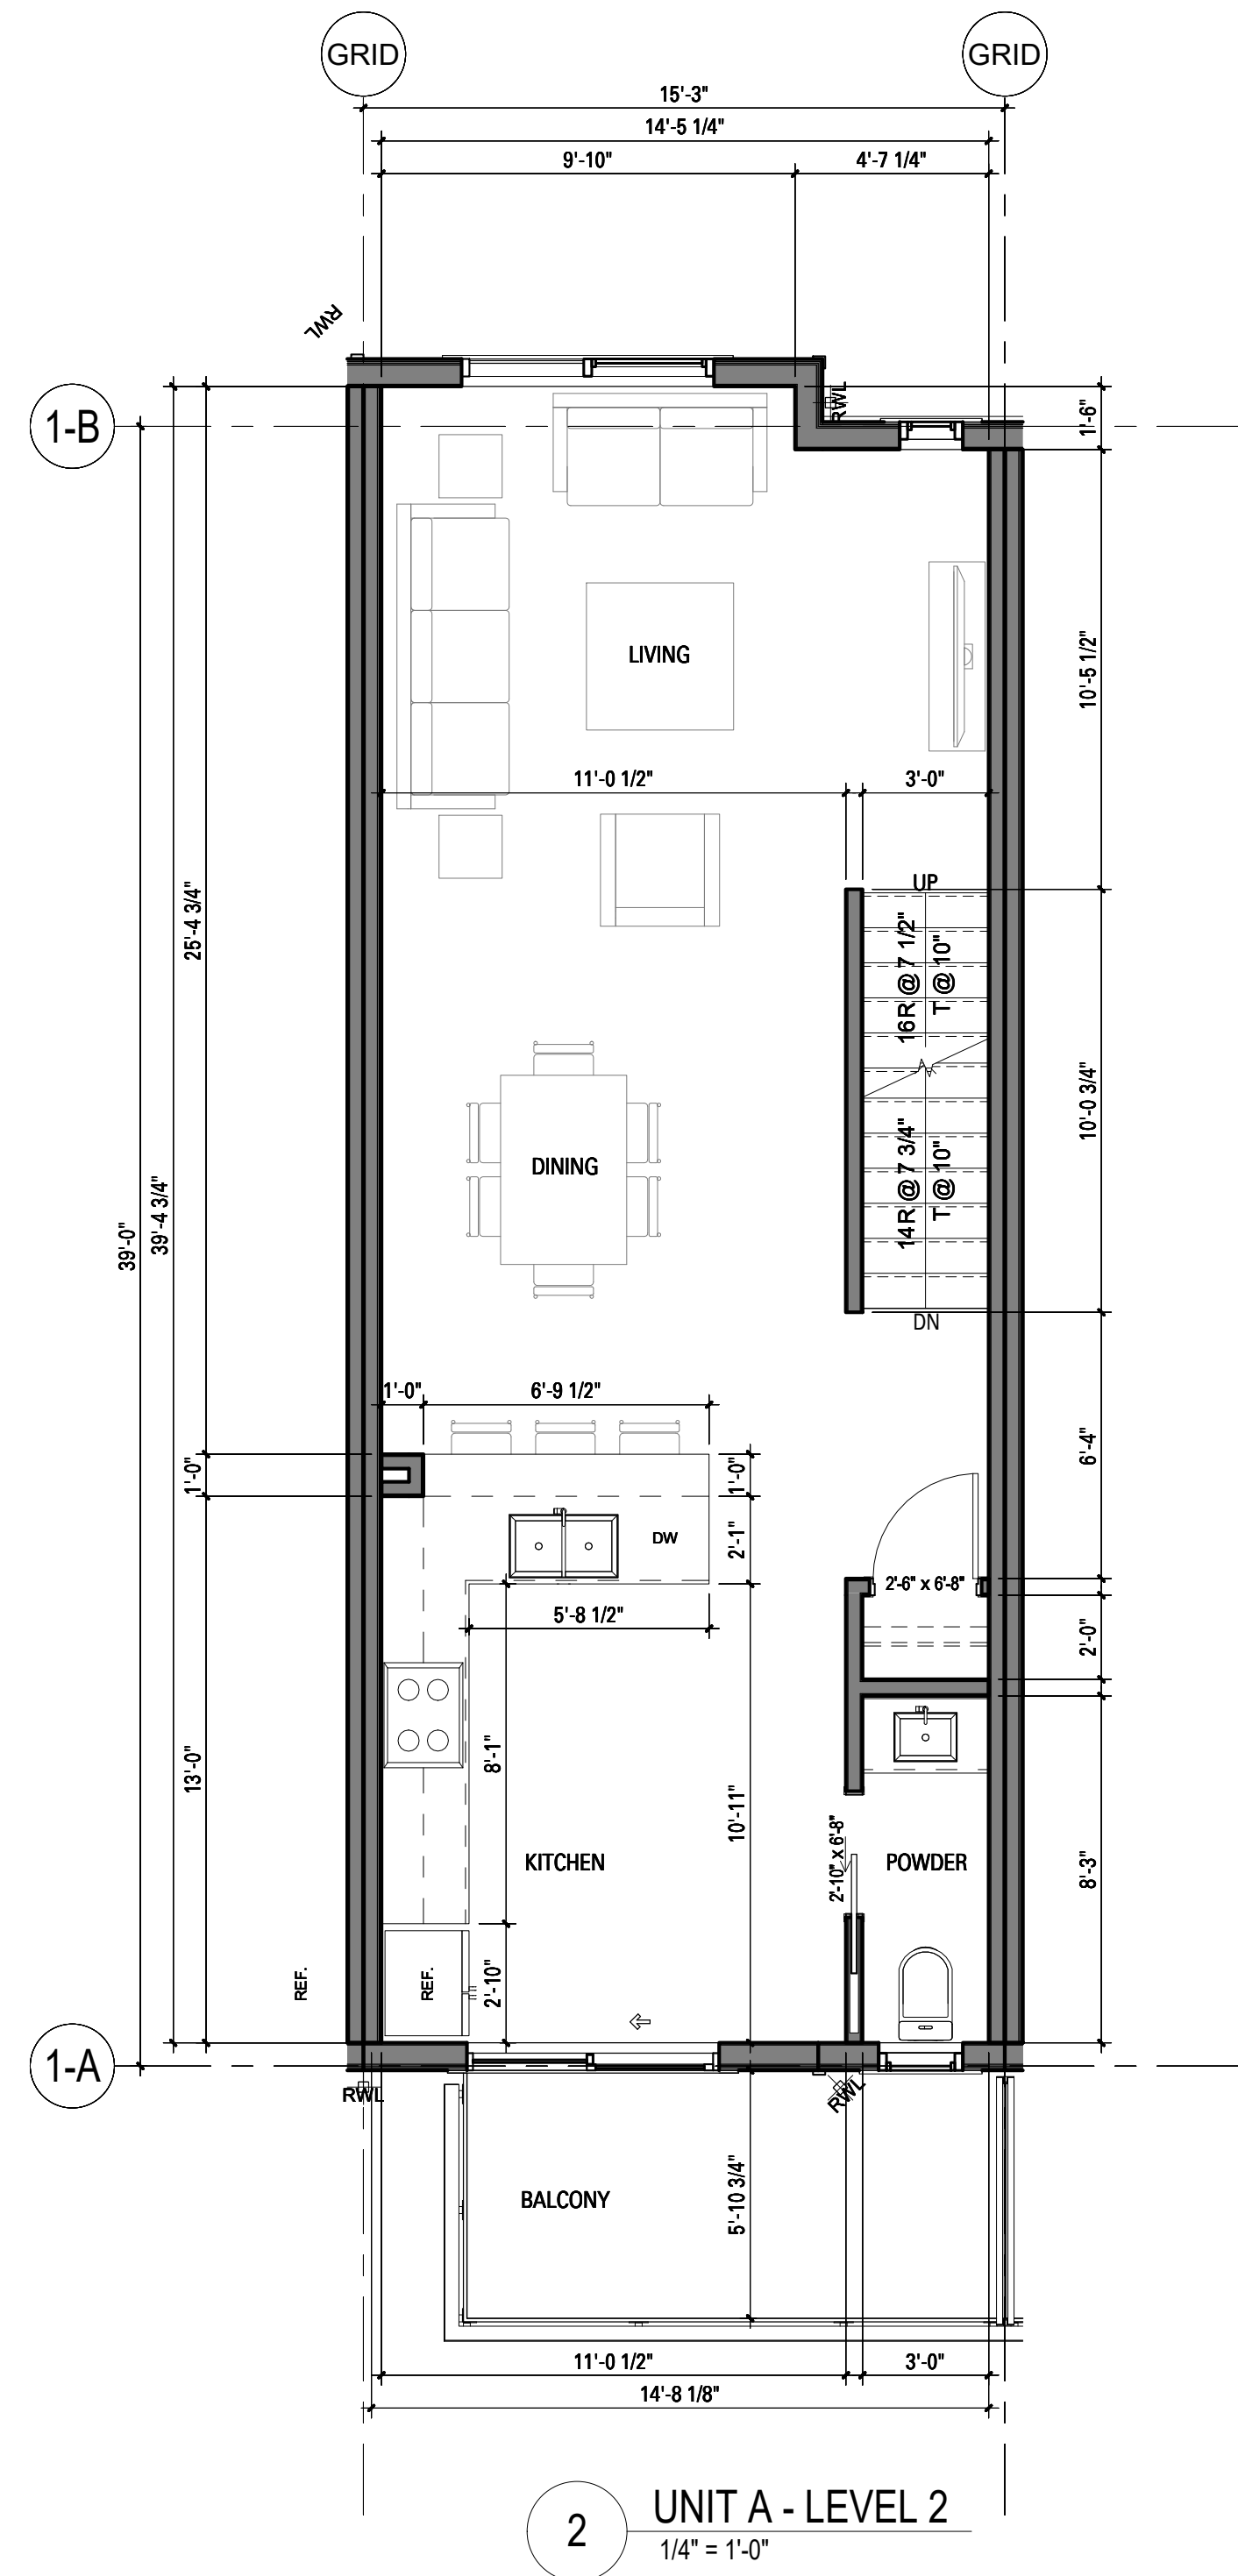 GRID
GRID
15'-3"
14'-5 1/4"
9'-10"
4'-7 1/4"
RWL
RWL
1-B
1'-6"
10'-5 1/2"
LIVING
11'-0 1/2"
3'-0"
UP
16R @ 7 1/2"
T @ 10"
25'-4 3/4"
10'-0 3/4"
14R @ 7 3/4"
T @ 10"
DINING
39'-0"
39'-4 3/4"
DN
1'-0"
6'-9 1/2"
6'-4"
1'-0"
1'-0"
2'-1"
DW
2'-6" x 6'-8"
5'-8 1/2"
2'-0"
13'-0"
8'-1"
10'-11"
2'-10" x 6'-8"
KITCHEN
POWDER
8'-3"
REF.
REF.
2'-10"
1-A
RWL
RWL
5'-10 3/4"
BALCONY
11'-0 1/2"
3'-0"
14'-8 1/8"
2
UNIT A - LEVEL 2
1/4" = 1'-0"